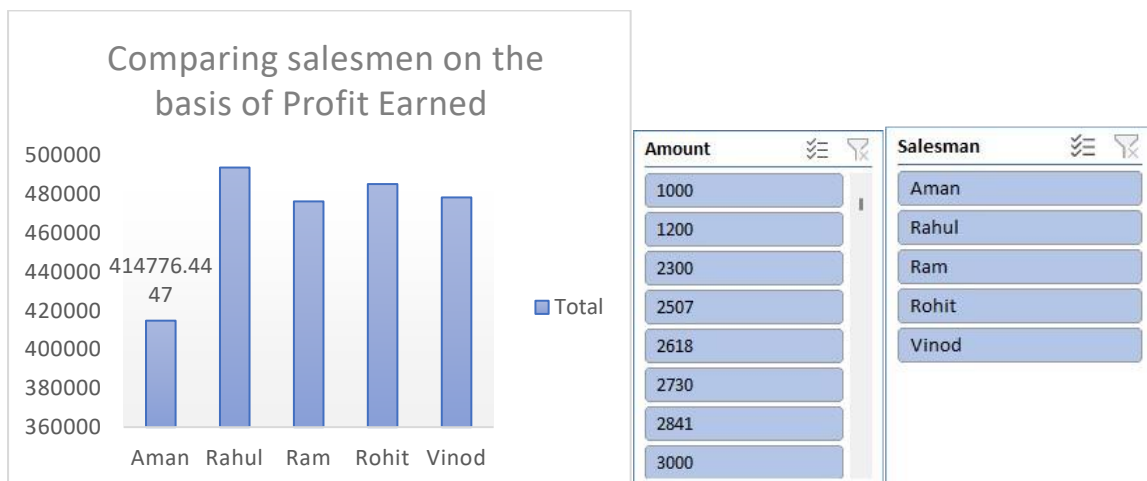 Comparing salesmen on the
basis of Profit Earned
500000
480000
460000
440000
420000
400000
380000
360000
414776.44
47
Aman Rahul Ram Rohit Vinod
Total
Amount
1000
1200
2300
2507
2618
2730
2841
3000
Salesman
Aman
Rahul
Ram
Rohit
Vinod